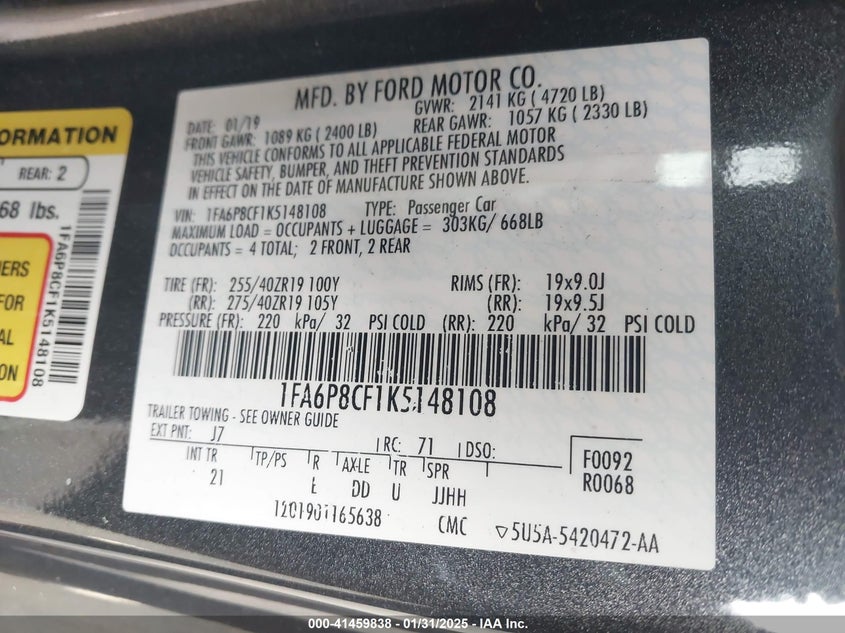 ORMATION
REAR: 2
68 lbs.
NERS
FOR
AL
ON
1FA6P8CF1K5148108
MFD. BY FORD MOTOR CO.
DATE: 01/19 GVWR: 2141 KG ( 4720 LB)
FRONT GAWR: 1089 KG ( 2400 LB) REAR GAWR: 1057 KG ( 2330 LB)
THIS VEHICLE CONFORMS TO ALL APPLICABLE FEDERAL MOTOR
VEHICLE SAFETY, BUMPER, AND THEFT PREVENTION STANDARDS
IN EFFECT ON THE DATE OF MANUFACTURE SHOWN ABOVE.
VIN: 1FA6P8CF1K5148108 TYPE: Passenger Car
MAXIMUM LOAD = OCCUPANTS + LUGGAGE = 303KG/ 668LB
OCCUPANTS = 4 TOTAL; 2 FRONT, 2 REAR
TIRE (FR): 255/40ZR19 100Y RIMS (FR): 19x9.0J
(RR): 275/40ZR19 105Y (RR): 19x9.5J
PRESSURE (FR): 220 kPa/ 32 PSI COLD (RR): 220 kPa/ 32 PSI COLD
1FA6P8CF1K5148108
TRAILER TOWING - SEE OWNER GUIDE
EXT PNT: J7 RC: 71 DSO: F0092
INT TR TP/PS R AXLE TR SPR R0068
21 E DD U JJHH
1201901165638 CMC ▽5U5A-5420472-AA
000-41459838 - 01/31/2025 - IAA Inc.